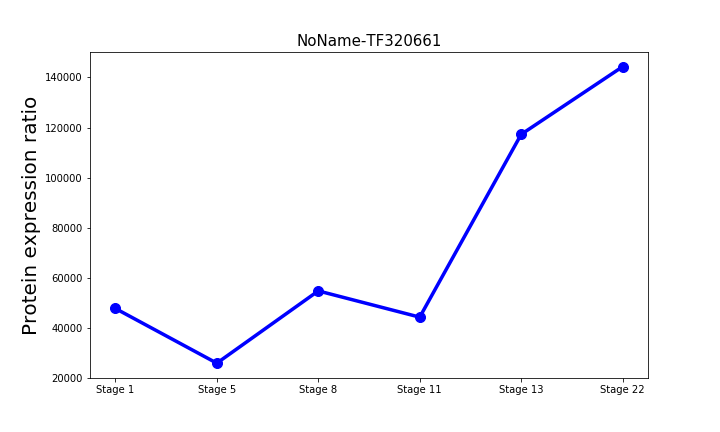 NoName-TF320661
Protein expression ratio
140000
120000
100000
80000
60000
40000
20000
Stage 1 Stage 5 Stage 8 Stage 11 Stage 13 Stage 22